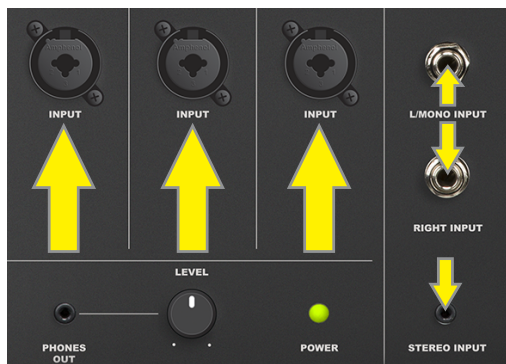 INPUT
INPUT
INPUT
L/MONO INPUT
RIGHT INPUT
LEVEL
PHONES
OUT
POWER
STEREO INPUT